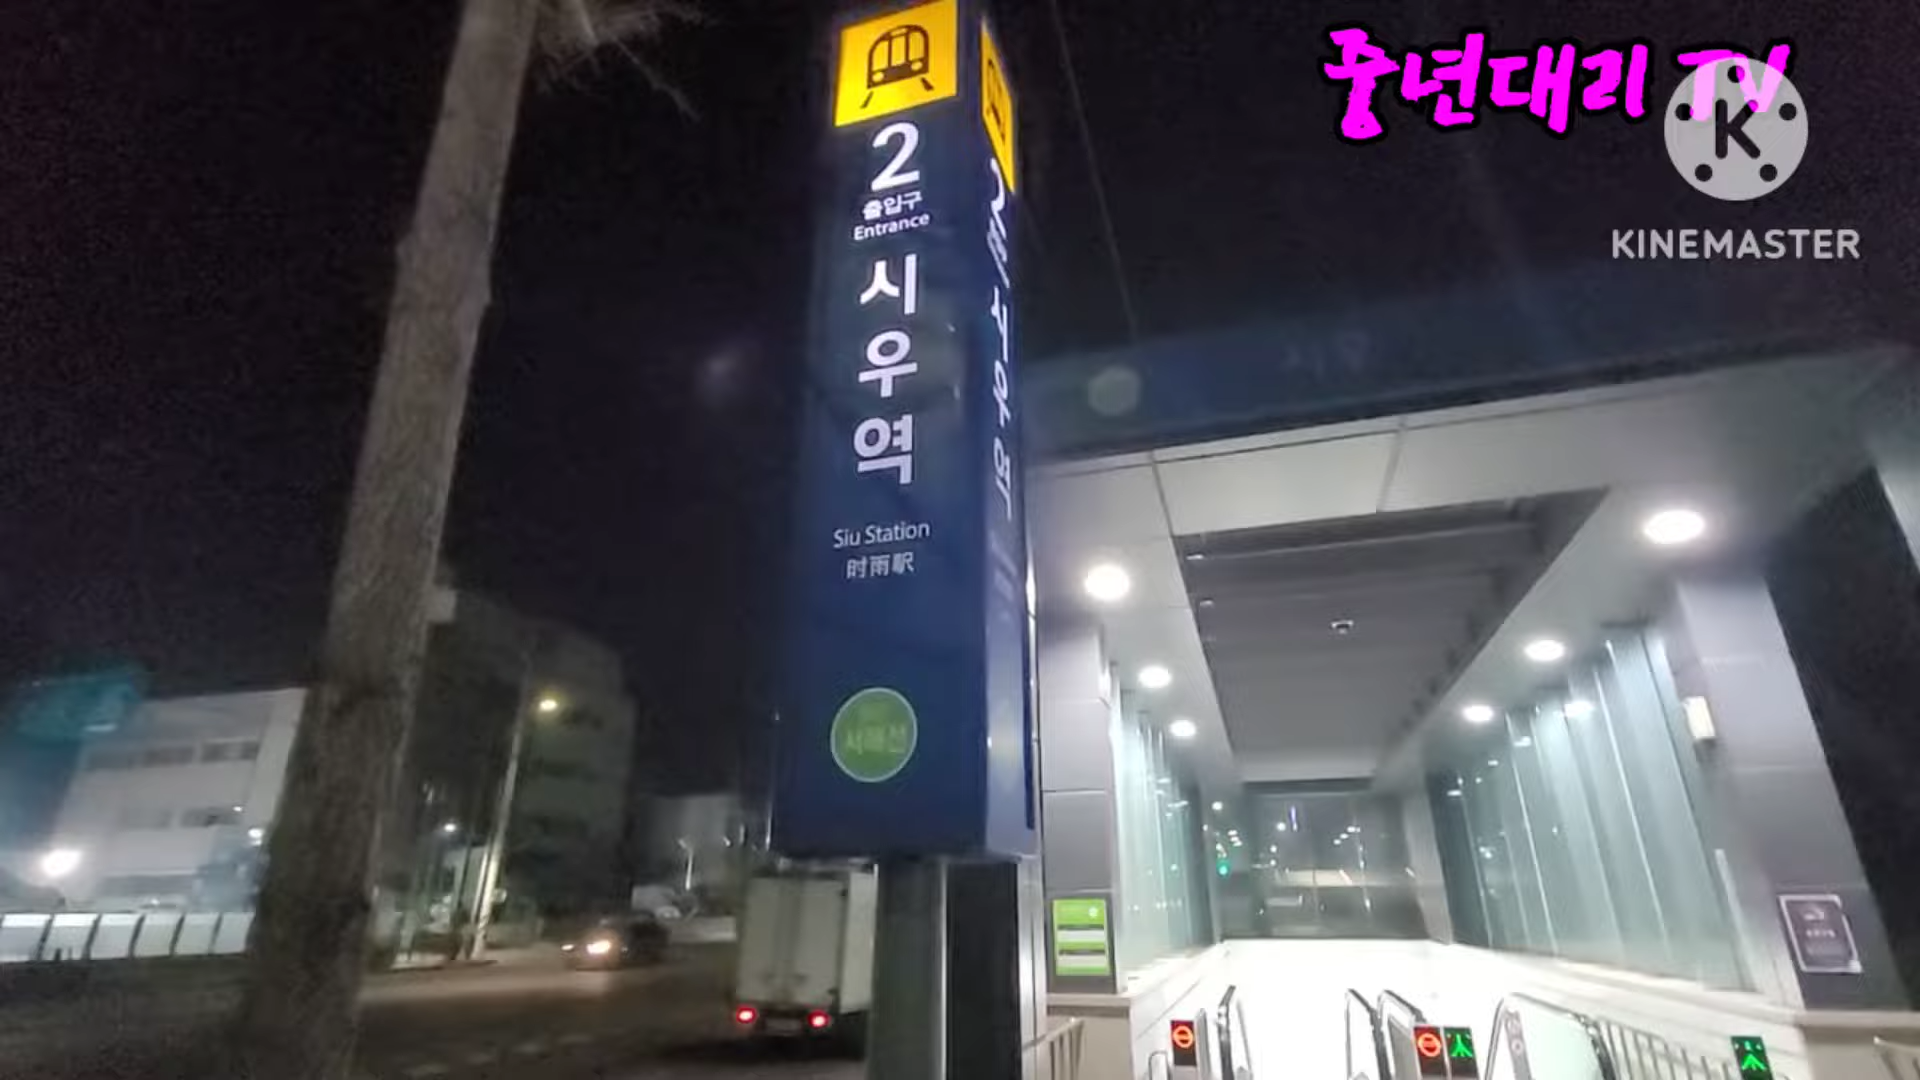 중년대리 TV
K
KINEMASTER
2
출입구
Entrance
시우역
Siu Station
时雨駅
서해선